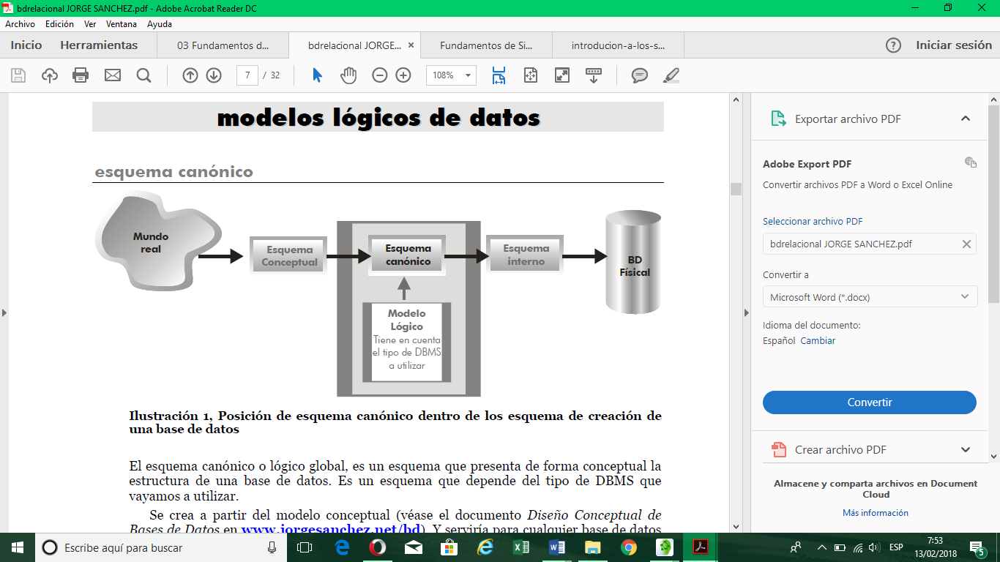 bdrelacional JORGE SANCHEZ.pdf - Adobe Acrobat Reader DC
Archivo Edición Ver Ventana Ayuda
Inicio Herramientas 03 Fundamentos d... bdrelacional JORGE... × Fundamentos de Si... introducion-a-los-s... Iniciar sesión
7 / 32 108%
modelos lógicos de datos
esquema canónico
Mundo
real
Esquema
Conceptual
Esquema
canónico
Esquema
interno
BD
Físical
Modelo
Lógico
Tiene en cuenta
el tipo de DBMS
a utilizar
Ilustración 1, Posición de esquema canónico dentro de los esquema de creación de
una base de datos
El esquema canónico o lógico global, es un esquema que presenta de forma conceptual la
estructura de una base de datos. Es un esquema que depende del tipo de DBMS que
vayamos a utilizar.
Se crea a partir del modelo conceptual (véase el documento Diseño Conceptual de
Bases de Datos en www.jorgesanchez.net/bd). Y serviría para cualquier base de datos
Exportar archivo PDF
Adobe Export PDF
Convertir archivos PDF a Word o Excel Online
Seleccionar archivo PDF
bdrelacional JORGE SANCHEZ.pdf
Convertir a
Microsoft Word (*.docx)
Idioma del documento:
Español Cambiar
Convertir
Crear archivo PDF
Almacene y comparta archivos en Document
Cloud
Más información
Escribe aquí para buscar
ESP
7:53
13/02/2018
5